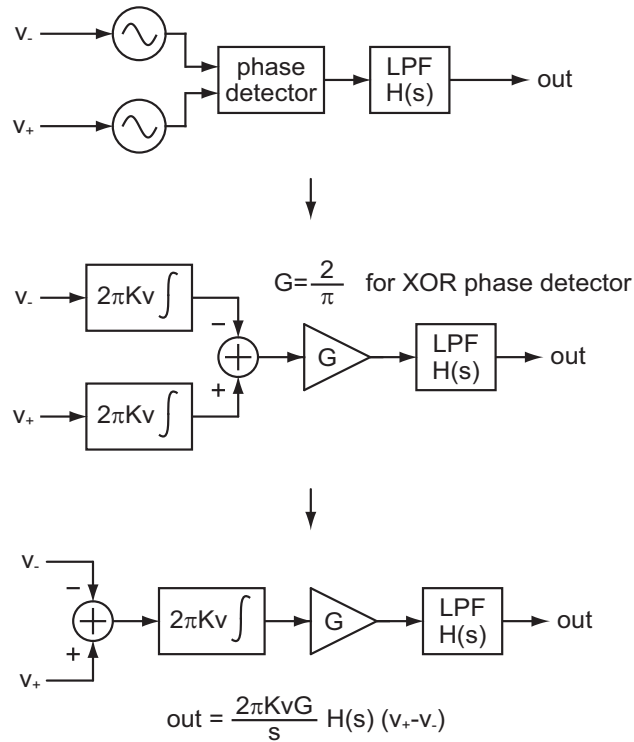 v-
v+
phase
detector
LPF
H(s)
out
G=2/π for XOR phase detector
v-
2πKv ∫
−
+
v+
2πKv ∫
G
LPF
H(s)
out
v-
−
+
v+
2πKv ∫
G
LPF
H(s)
out
out = 2πKvG/s H(s) (v+-v-)